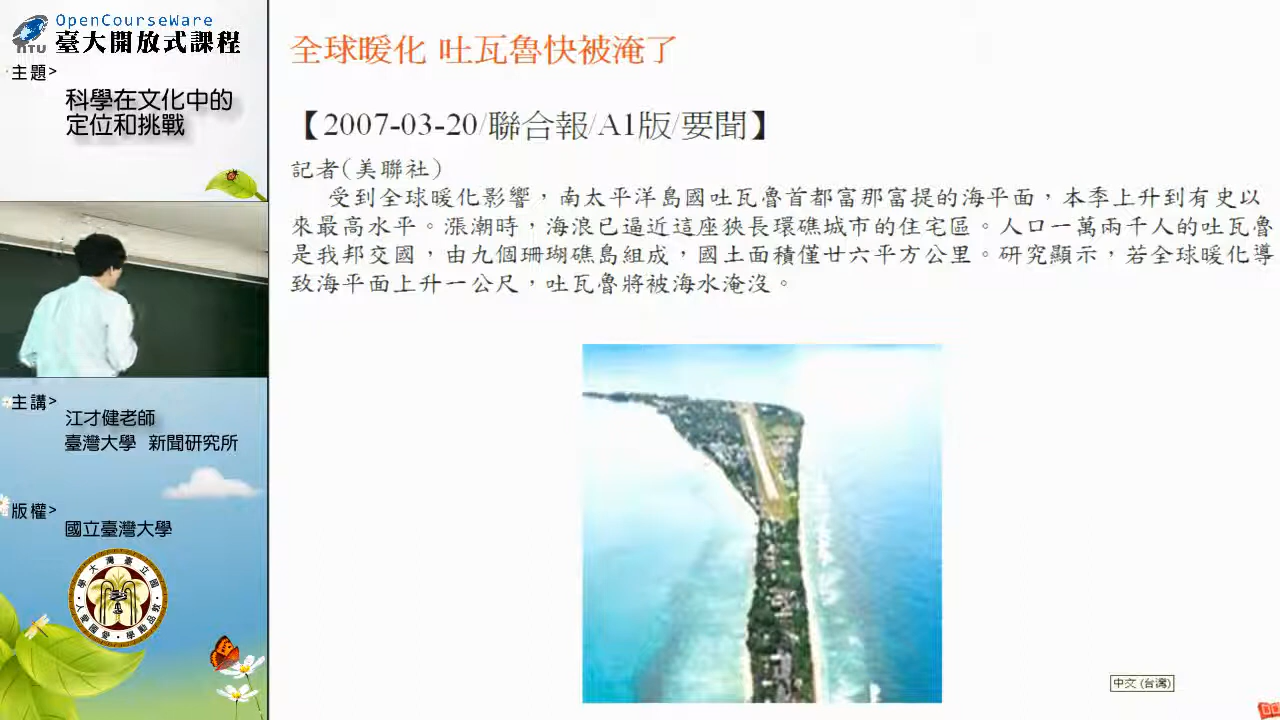 OpenCourseWare
NTU 臺大開放式課程
主題>
科學在文化中的
定位和挑戰
主講>
江才健老師
臺灣大學 新聞研究所
版權>
國立臺灣大學
全球暖化 吐瓦魯快被淹了
【2007-03-20/聯合報/A1版/要聞】
記者(美聯社)
受到全球暖化影響，南太平洋島國吐瓦魯首都富那富提的海平面，本季上升到有史以
來最高水平。漲潮時，海浪已逼近這座狹長環礁城市的住宅區。人口一萬兩千人的吐瓦魯
是我邦交國，由九個珊瑚礁島組成，國土面積僅廿六平方公里。研究顯示，若全球暖化導
致海平面上升一公尺，吐瓦魯將被海水淹沒。
中文 (台灣)